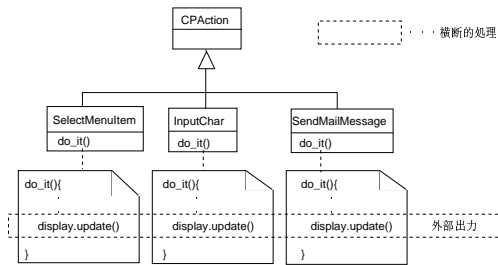 CPAction
・・・横断的処理
SelectMenuItem
do_it()
InputChar
do_it()
SendMailMessage
do_it()
do_it(){
・
・
display.update()
}
do_it(){
・
・
display.update()
}
do_it(){
・
・
display.update()
}
外部出力